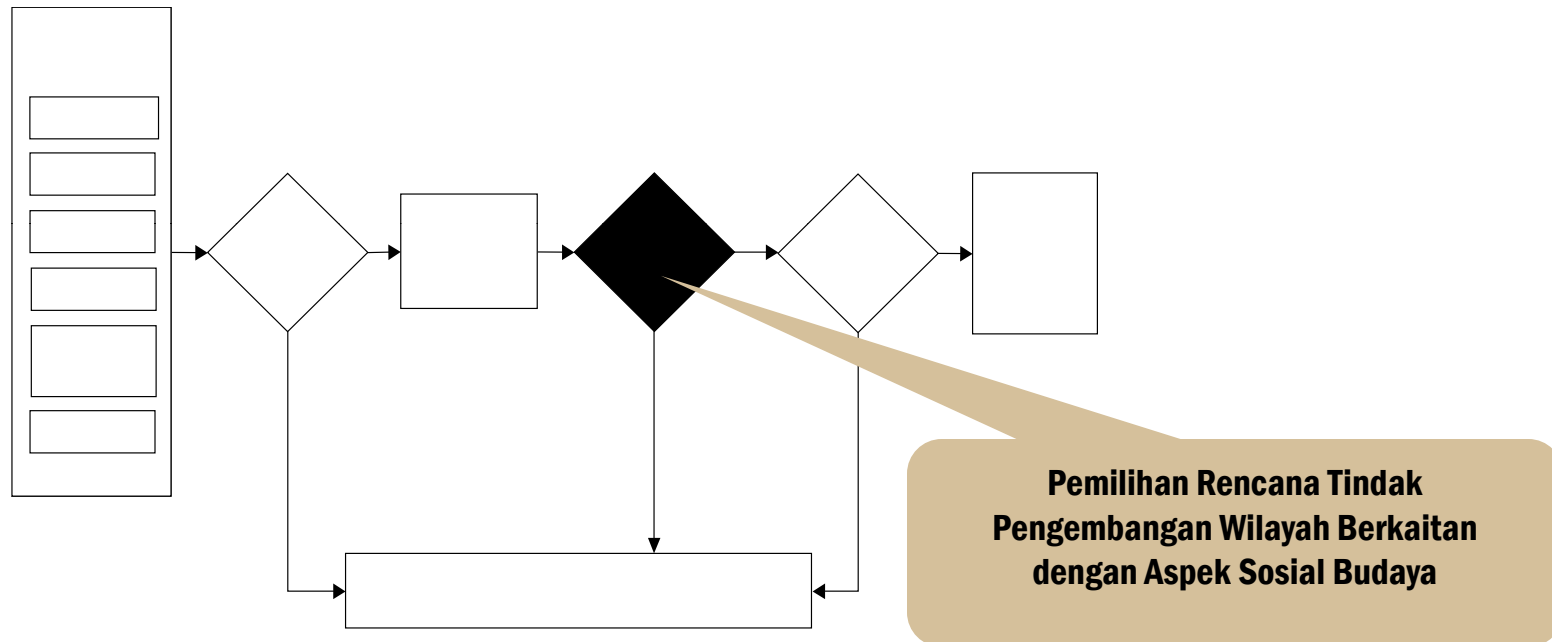 Pemilihan Rencana Tindak
Pengembangan Wilayah Berkaitan
dengan Aspek Sosial Budaya